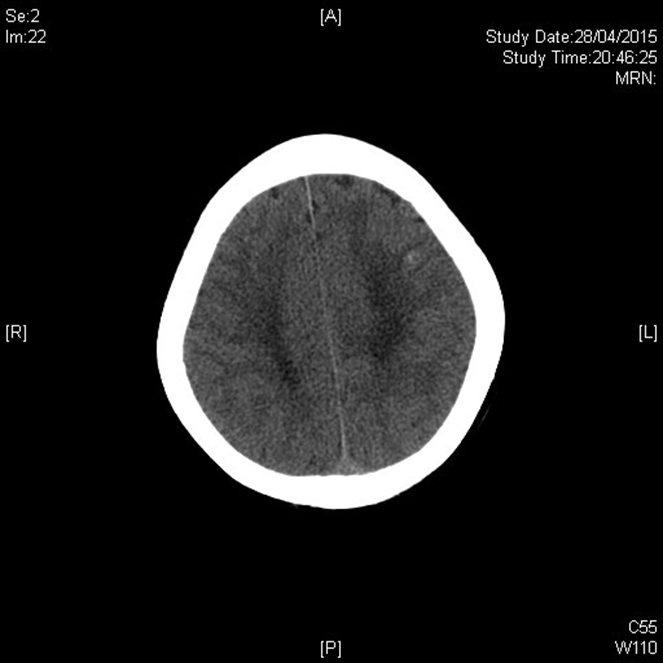 Se:2
Im:22
[A]
Study Date:28/04/2015
Study Time:20:46:25
MRN:
[R]
[L]
[P]
C55
W110